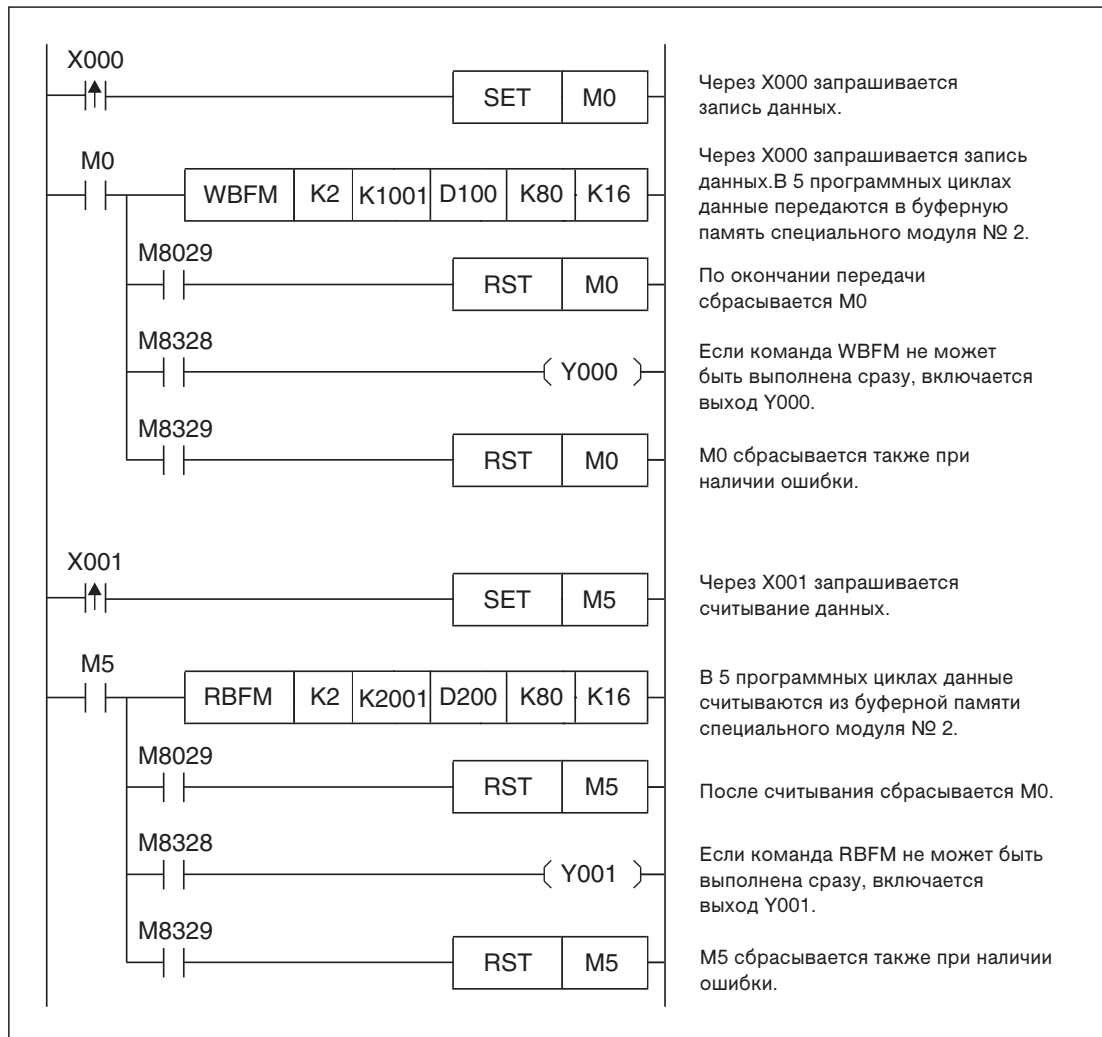 X000
SET M0
Через X000 запрашивается
запись данных.
M0
WBFM K2 K1001 D100 K80 K16
Через X000 запрашивается запись
данных.В 5 программных циклах
данные передаются в буферную
память специального модуля № 2.
M8029
RST M0
По окончании передачи
сбрасывается M0
M8328
Y000
Если команда WBFM не может
быть выполнена сразу, включается
выход Y000.
M8329
RST M0
M0 сбрасывается также при
наличии ошибки.
X001
SET M5
Через X001 запрашивается
считывание данных.
M5
RBFM K2 K2001 D200 K80 K16
В 5 программных циклах данные
считываются из буферной памяти
специального модуля № 2.
M8029
RST M5
После считывания сбрасывается M0.
M8328
Y001
Если команда RBFM не может быть
выполнена сразу, включается
выход Y001.
M8329
RST M5
M5 сбрасывается также при наличии
ошибки.